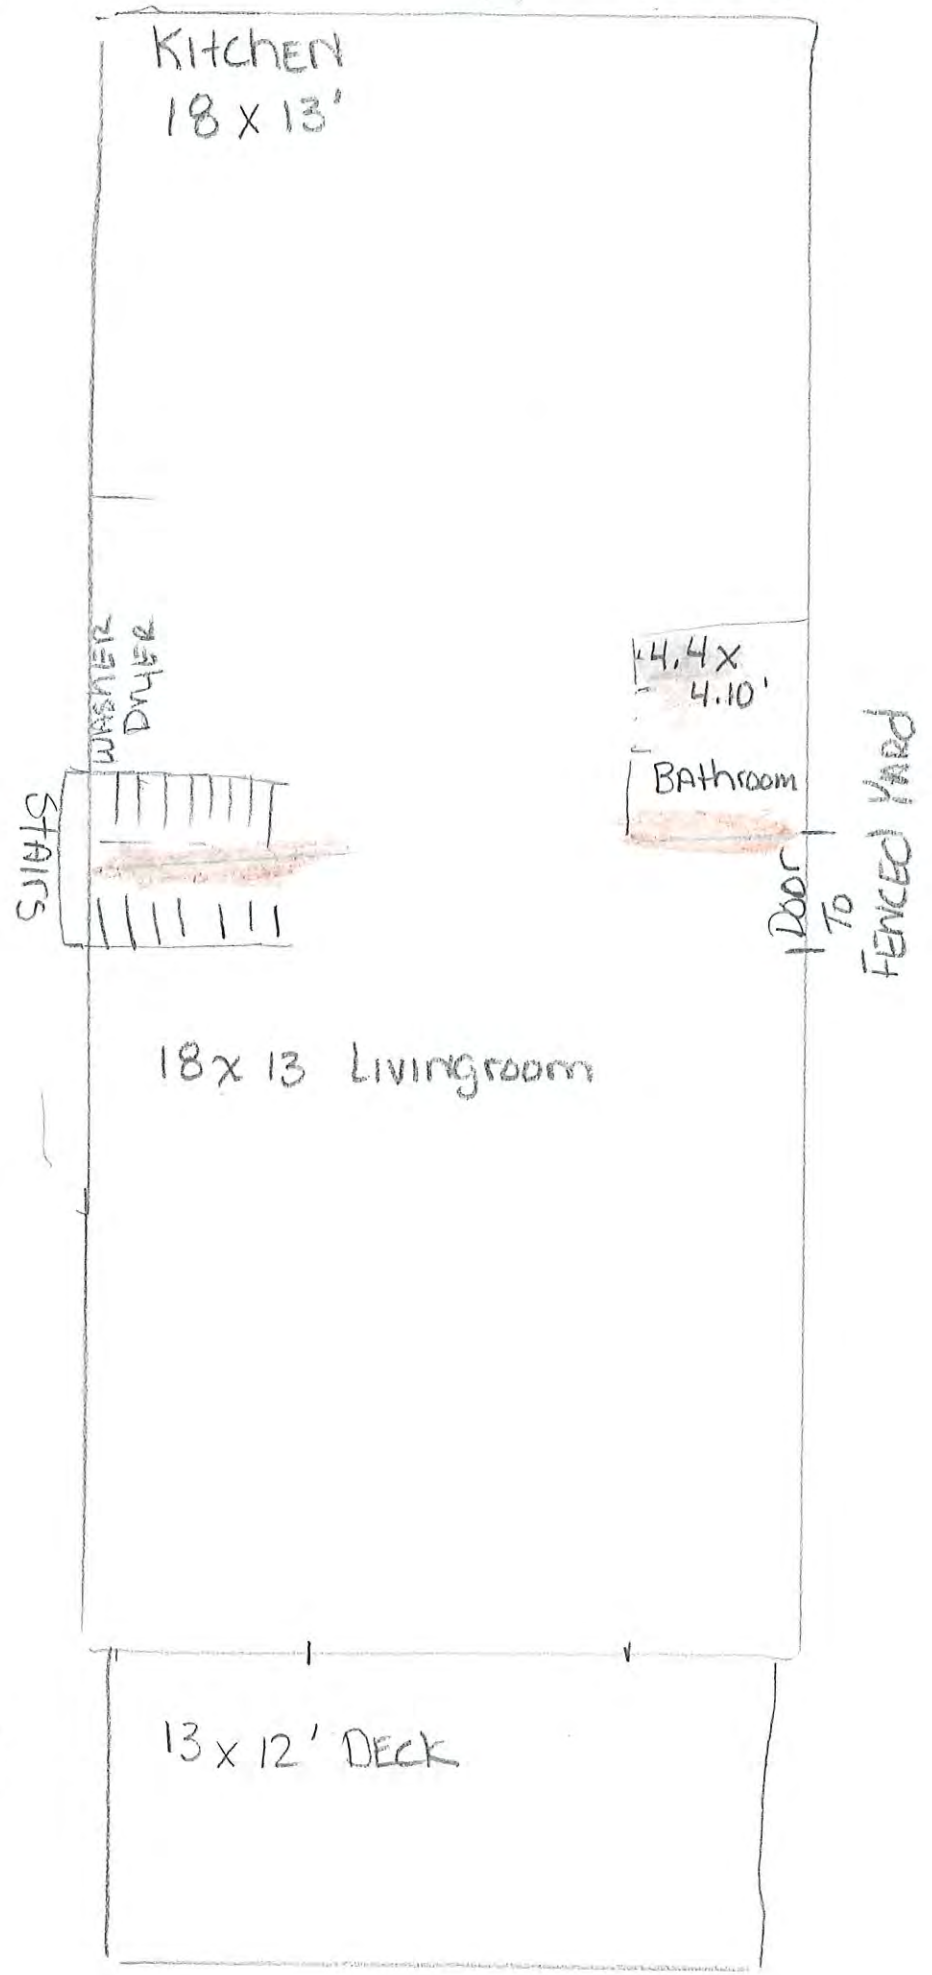 KitchEN
18 x 13'
WASHER
DryER
4.4 x
4.10'
BAthroom
StAirs
Door
To
FENCED YARD
18 x 13 Livingroom
13 x 12' DECK